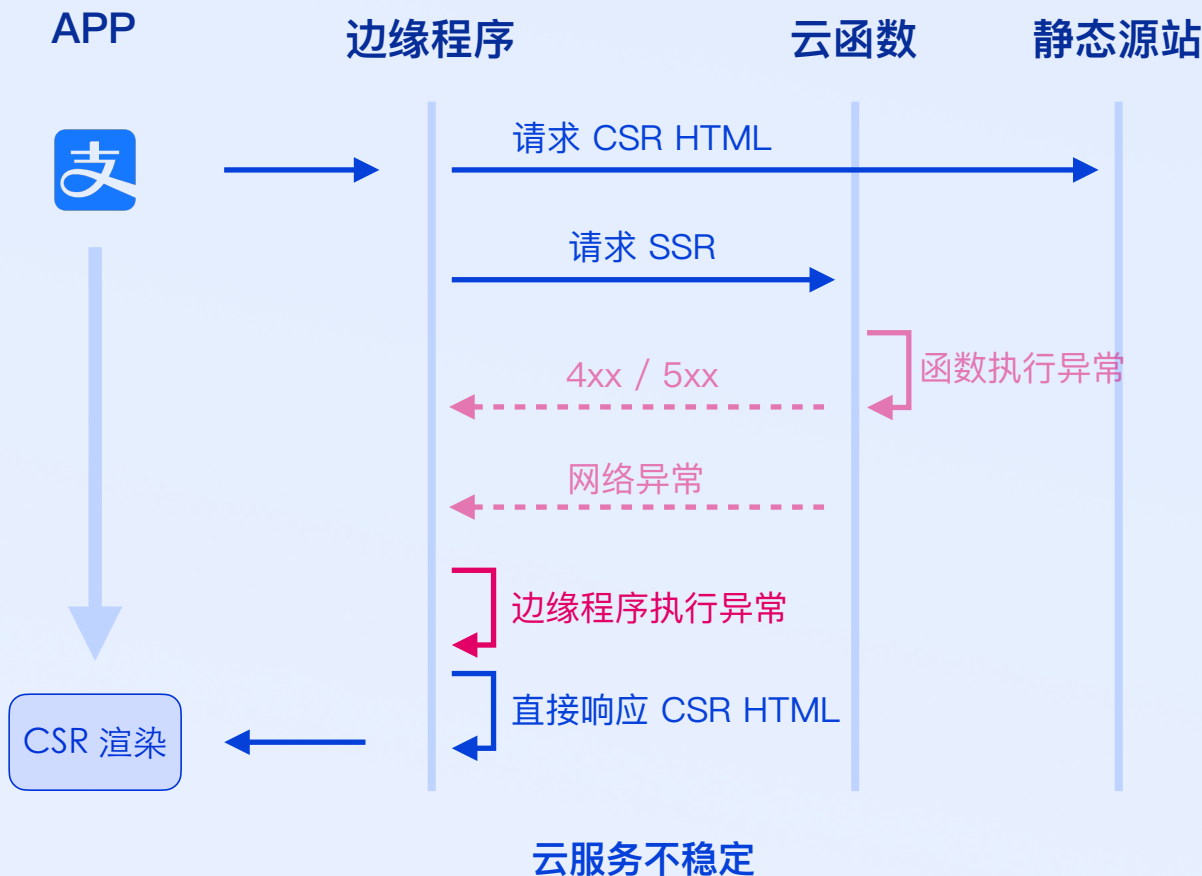 APP
边缘程序
云函数
静态源站
支
请求 CSR HTML
请求 SSR
函数执行异常
4xx / 5xx
网络异常
边缘程序执行异常
直接响应 CSR HTML
CSR 渲染
云服务不稳定